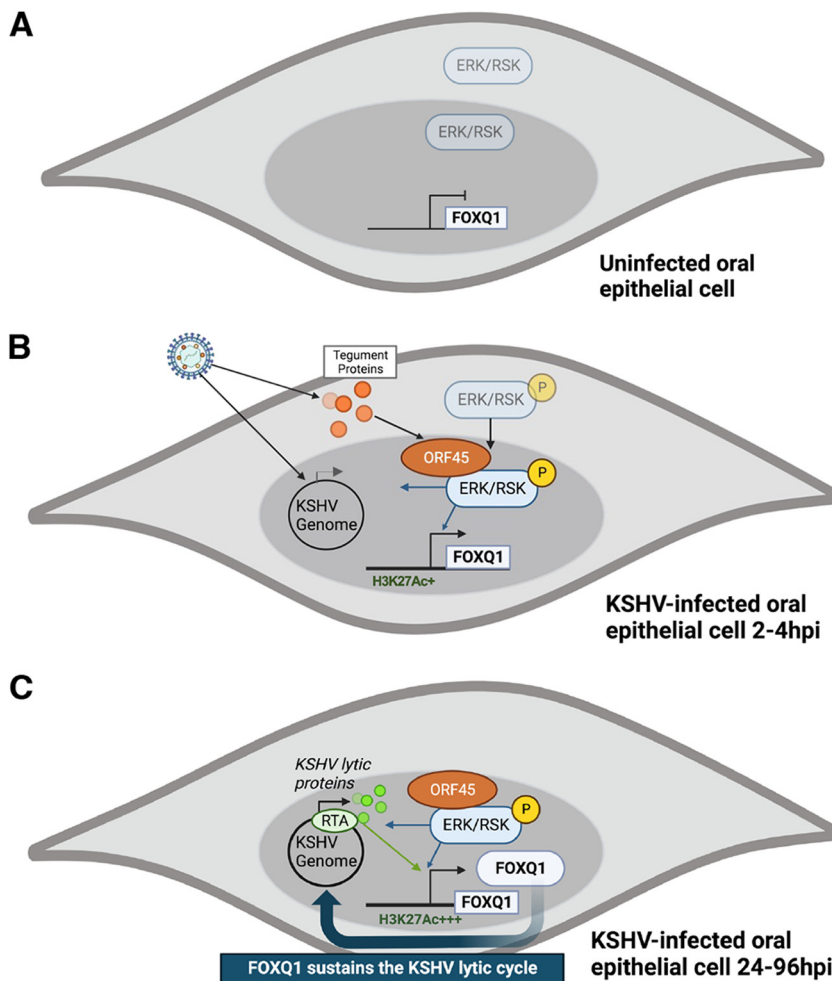 A
ERK/RSK
ERK/RSK
FOXQ1
Uninfected oral
epithelial cell
B
Tegument
Proteins
ERK/RSK
P
ORF45
ERK/RSK
P
KSHV
Genome
FOXQ1
H3K27Ac+
KSHV-infected oral
epithelial cell 2-4hpi
C
KSHV lytic
proteins
ORF45
P
RTA
ERK/RSK
KSHV
Genome
FOXQ1
FOXQ1
H3K27Ac+++
KSHV-infected oral
epithelial cell 24-96hpi
FOXQ1 sustains the KSHV lytic cycle